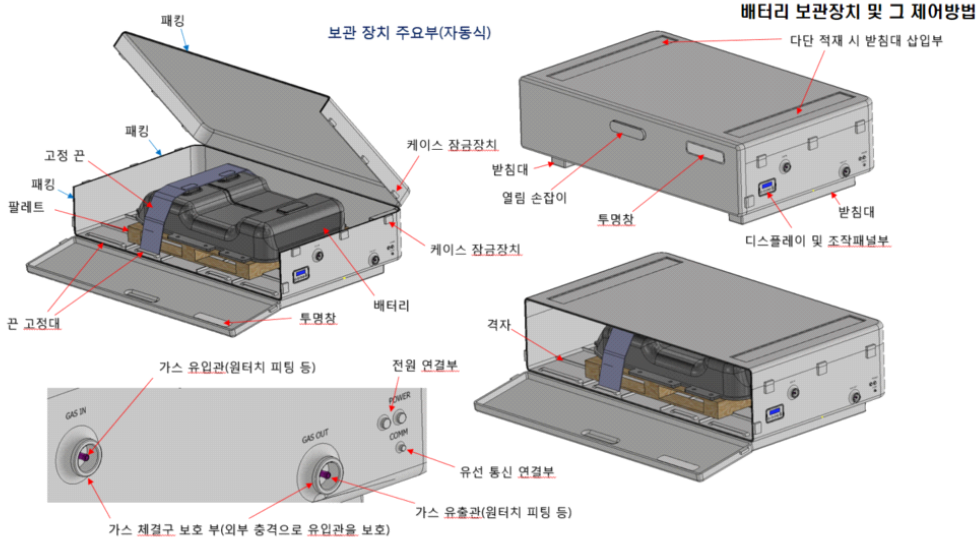 배터리 보관장치 및 그 제어방법
보관 장치 주요부(자동식)
패킹
패킹
고정 끈
패킹
팔레트
끈 고정대
케이스 잠금장치
케이스 잠금장치
배터리
투명창
다단 적재 시 받침대 삽입부
받침대
열림 손잡이
투명창
받침대
디스플레이 및 조작패널부
격자
가스 유입관(원터치 피팅 등)
전원 연결부
GAS IN
GAS OUT
POWER
COMM
유선 통신 연결부
가스 유출관(원터치 피팅 등)
가스 체결구 보호 부(외부 충격으로 유입관을 보호)